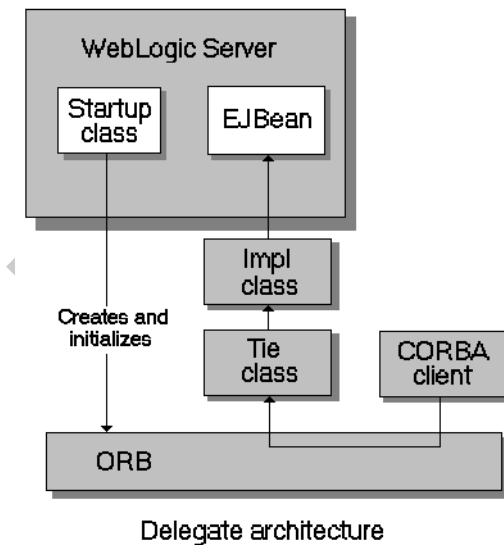 WebLogic Server
Startup
class
EJBean
Impl
class
Creates and
initializes
Tie
class
CORBA
client
ORB
Delegate architecture